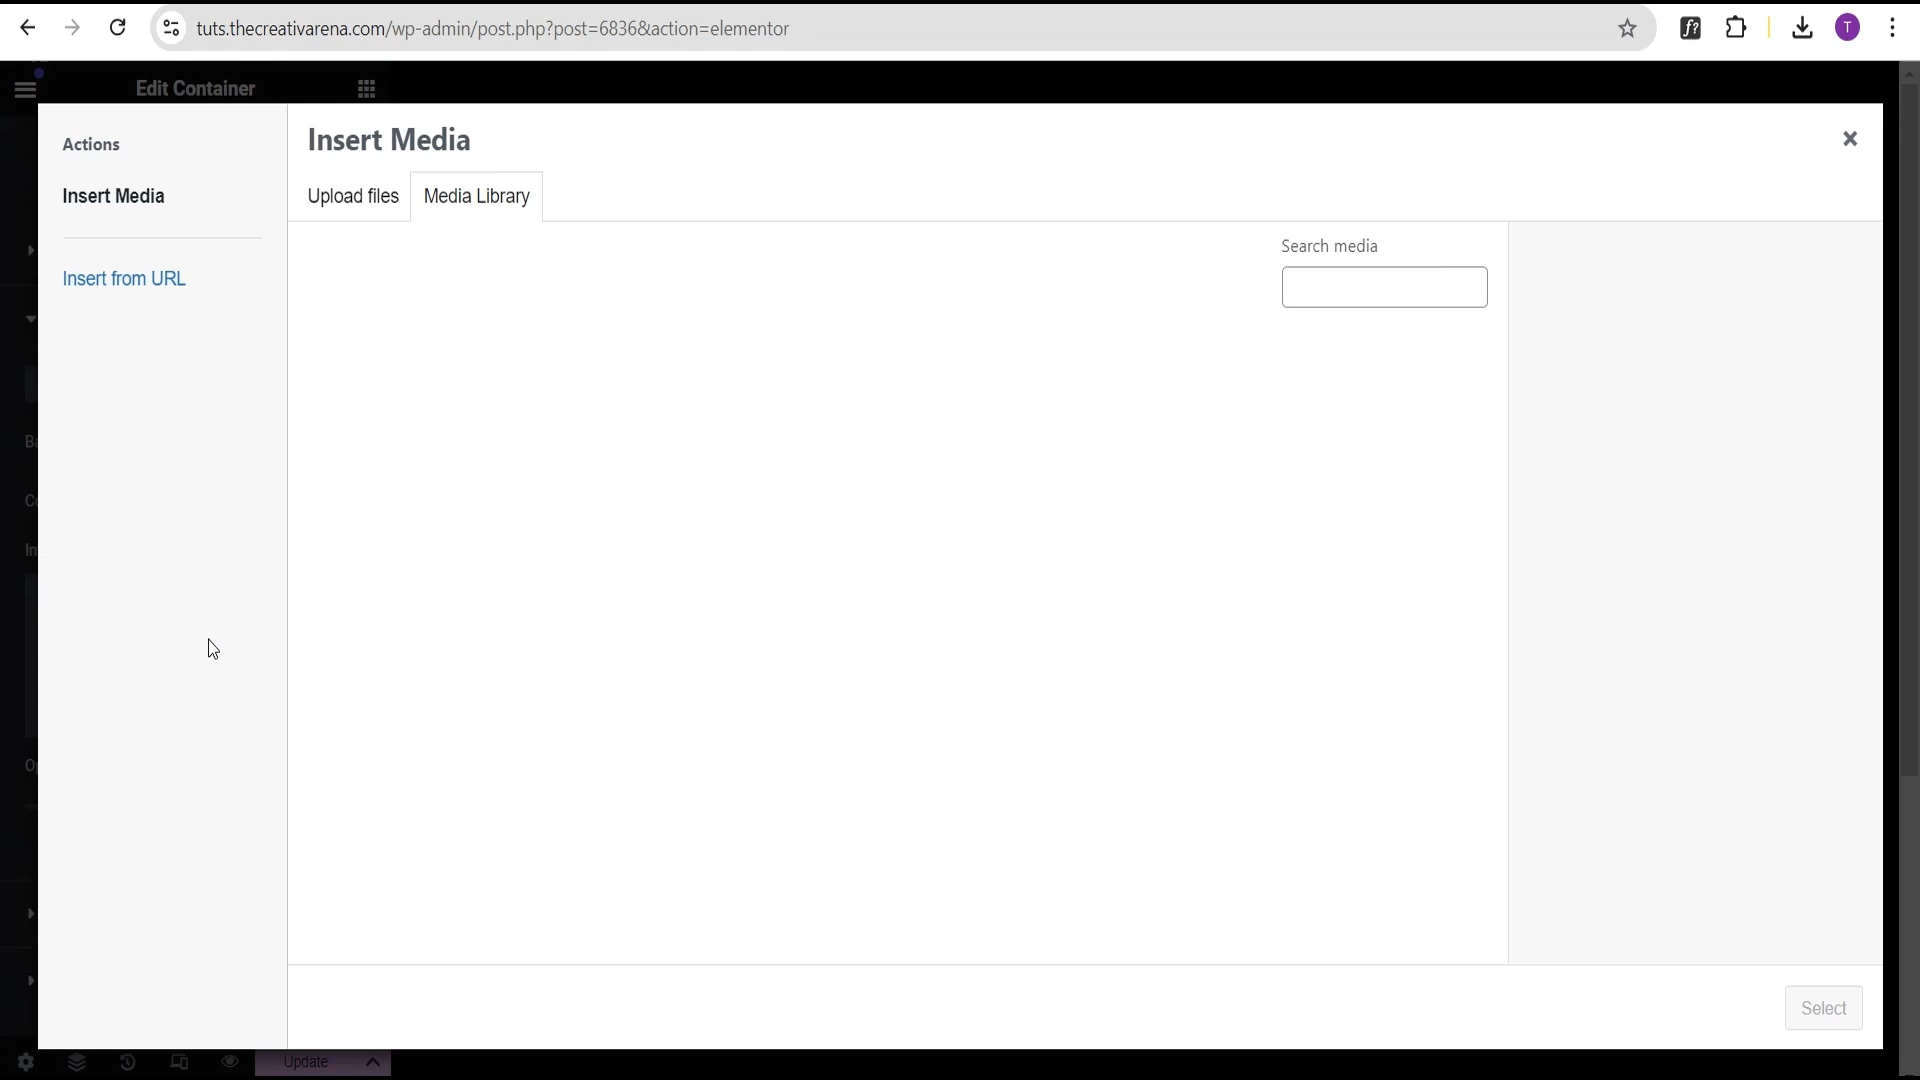 tuts.thecreativarena.com/wp-admin/post.php?post=6836&action=elementor
T
Edit Container
Actions
Insert Media
Insert from URL
Insert Media
Upload files
Media Library
Search media
Select
Update